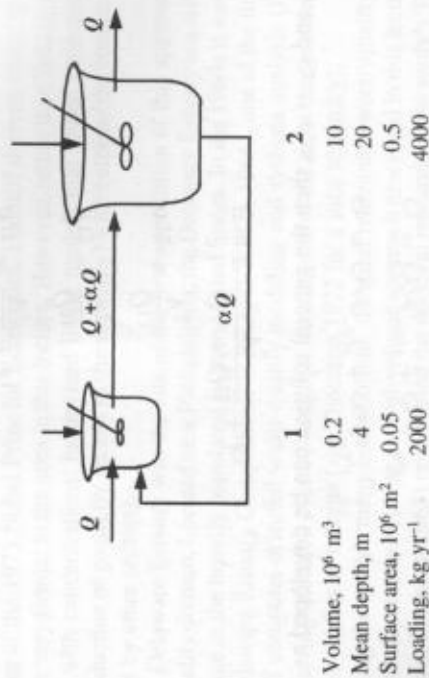 Q
Q + αQ
Q
αQ
1 2
Volume, 10⁶ m³ 0.2 10
Mean depth, m 4 20
Surface area, 10⁶ m² 0.05 0.5
Loading, kg yr⁻¹ 2000 4000